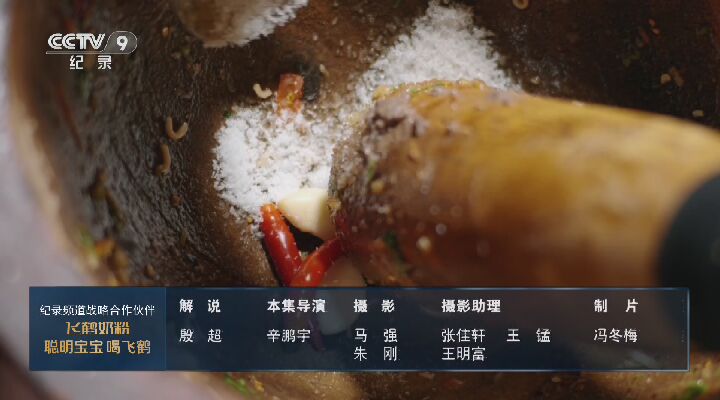 CCTV 9
纪录
纪录频道战略合作伙伴
飞鹤奶粉
聪明宝宝 喝飞鹤
解 说 本集导演 摄 影 摄影助理 制 片
殷 超 辛鹏宇 马 强 张佳轩 王 锰 冯冬梅
朱 刚 王明富